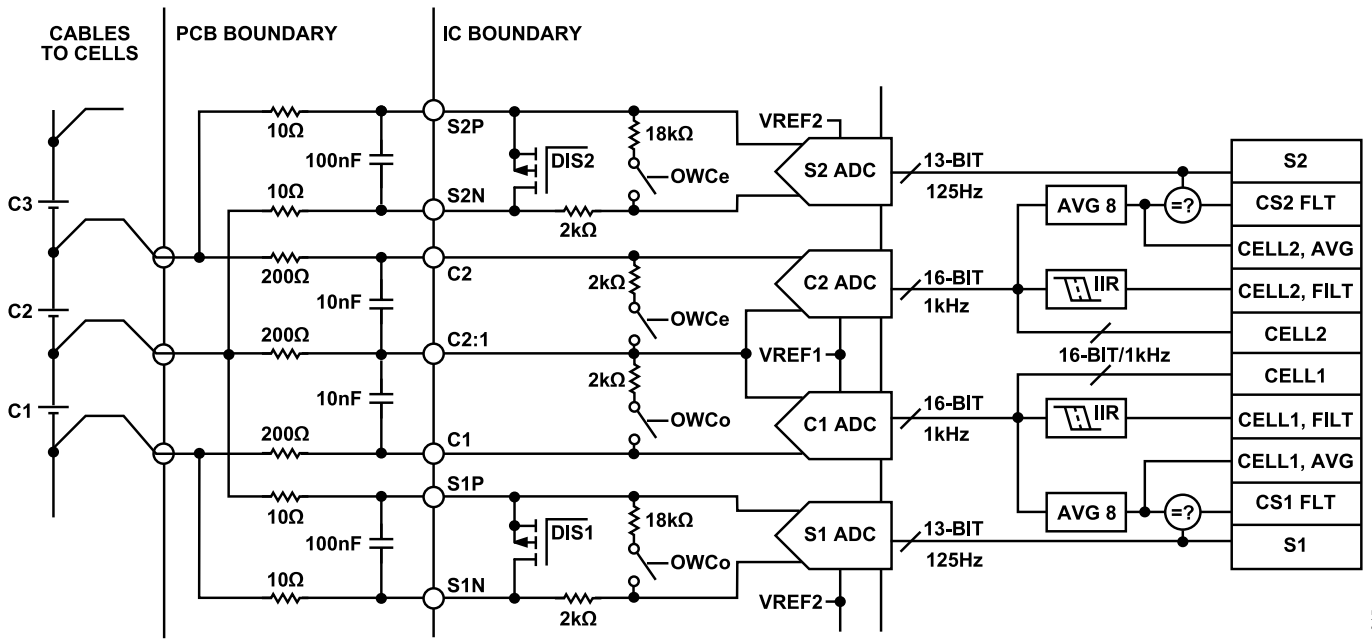 CABLES
TO CELLS
PCB BOUNDARY
IC BOUNDARY
10Ω
100nF
S2P
DIS2
18kΩ
OWCe
VREF2
S2 ADC
13-BIT
125Hz
S2
10Ω
S2N
2kΩ
AVG 8
=?
CS2 FLT
C3
CELL2, AVG
200Ω
C2
2kΩ
OWCe
C2 ADC
16-BIT
1kHz
IIR
CELL2, FILT
10nF
C2
CELL2
200Ω
C2:1
VREF1
16-BIT/1kHz
CELL1
2kΩ
OWCo
C1 ADC
16-BIT
1kHz
IIR
CELL1, FILT
10nF
C1
200Ω
C1
CELL1, AVG
10Ω
S1P
AVG 8
=?
CS1 FLT
100nF
DIS1
18kΩ
OWCo
S1 ADC
13-BIT
125Hz
S1
10Ω
S1N
2kΩ
VREF2